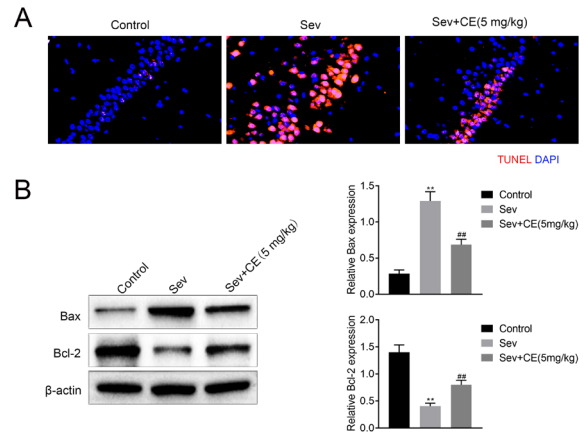 A
Control
Sev
Sev+CE(5 mg/kg)
TUNEL DAPI
B
Control
Sev
Sev+CE(5 mg/kg)
Bax
Bcl-2
β-actin
Relative Bax expression
1.5
1.0
0.5
0.0
**
##
Control
Sev
Sev+CE(5mg/kg)
Relative Bcl-2 expression
2.0
1.5
1.0
0.5
0.0
**
##
Control
Sev
Sev+CE(5mg/kg)